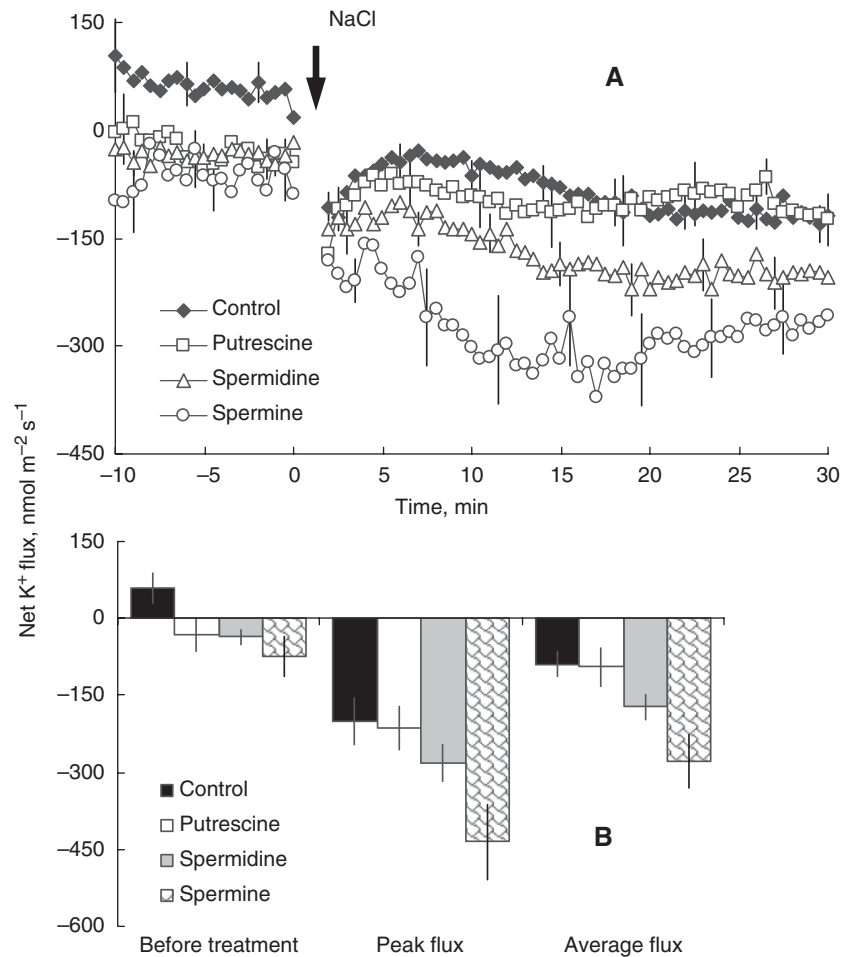 NaCl
A
150
0
−150
−300
−450
Control
Putrescine
Spermidine
Spermine
−10
−5
0
5
10
15
20
25
30
Time, min
Net K⁺ flux, nmol m⁻² s⁻¹
150
0
−150
−300
−450
−600
Control
Putrescine
Spermidine
Spermine
B
Before treatment
Peak flux
Average flux